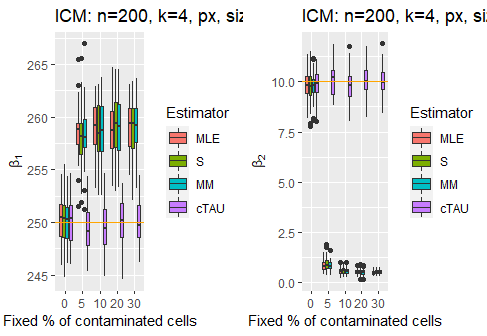 ICM: n=200, k=4, px, siz
β1
265
260
255
250
245
0 5 10 20 30
Fixed % of contaminated cells
Estimator
MLE
S
MM
cTAU
ICM: n=200, k=4, px, siz
β2
10.0
7.5
5.0
2.5
0.0
0 5 10 20 30
Fixed % of contaminated cells
Estimator
MLE
S
MM
cTAU